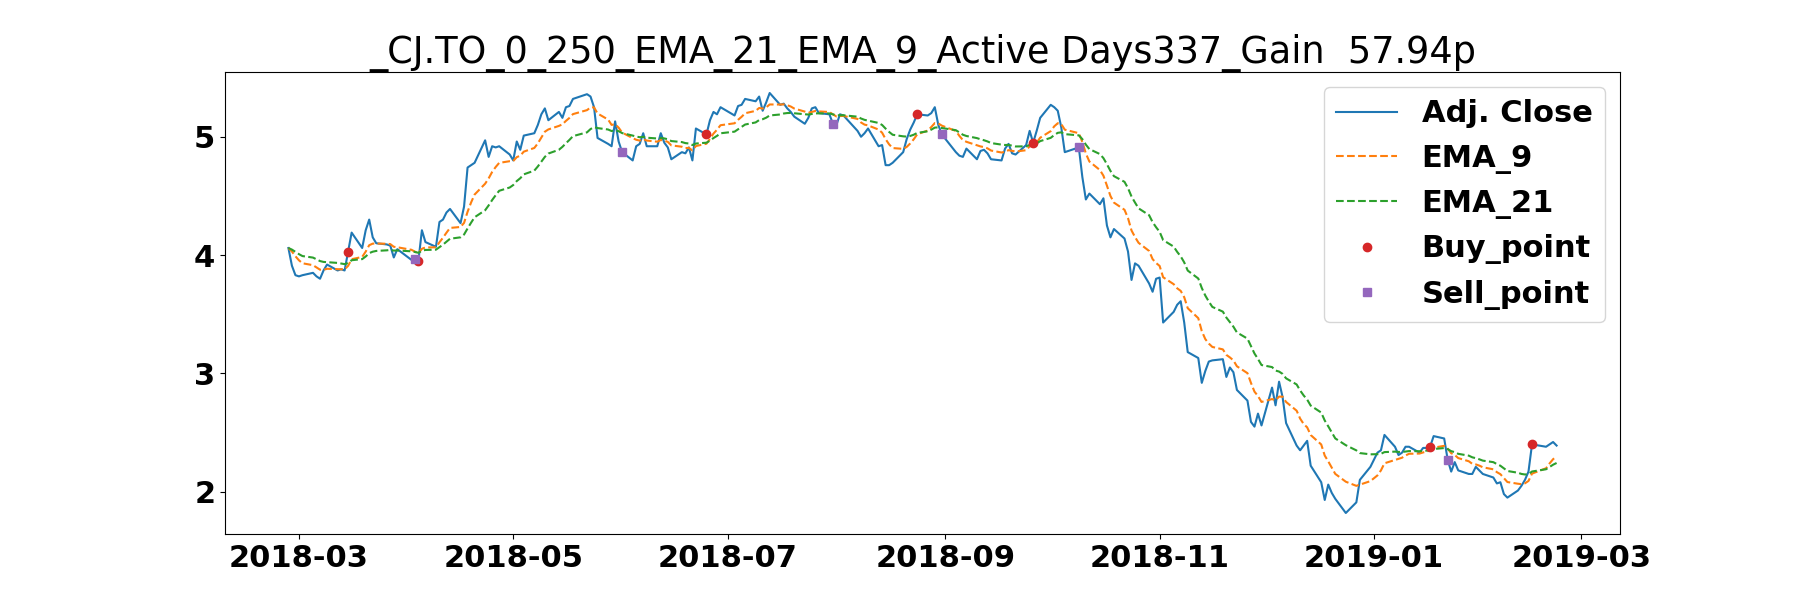 _CJ.TO_0_250_EMA_21_EMA_9_Active Days337_Gain  57.94p
Adj. Close
EMA_9
EMA_21
Buy_point
Sell_point
5
4
3
2
2018-03 2018-05 2018-07 2018-09 2018-11 2019-01 2019-03